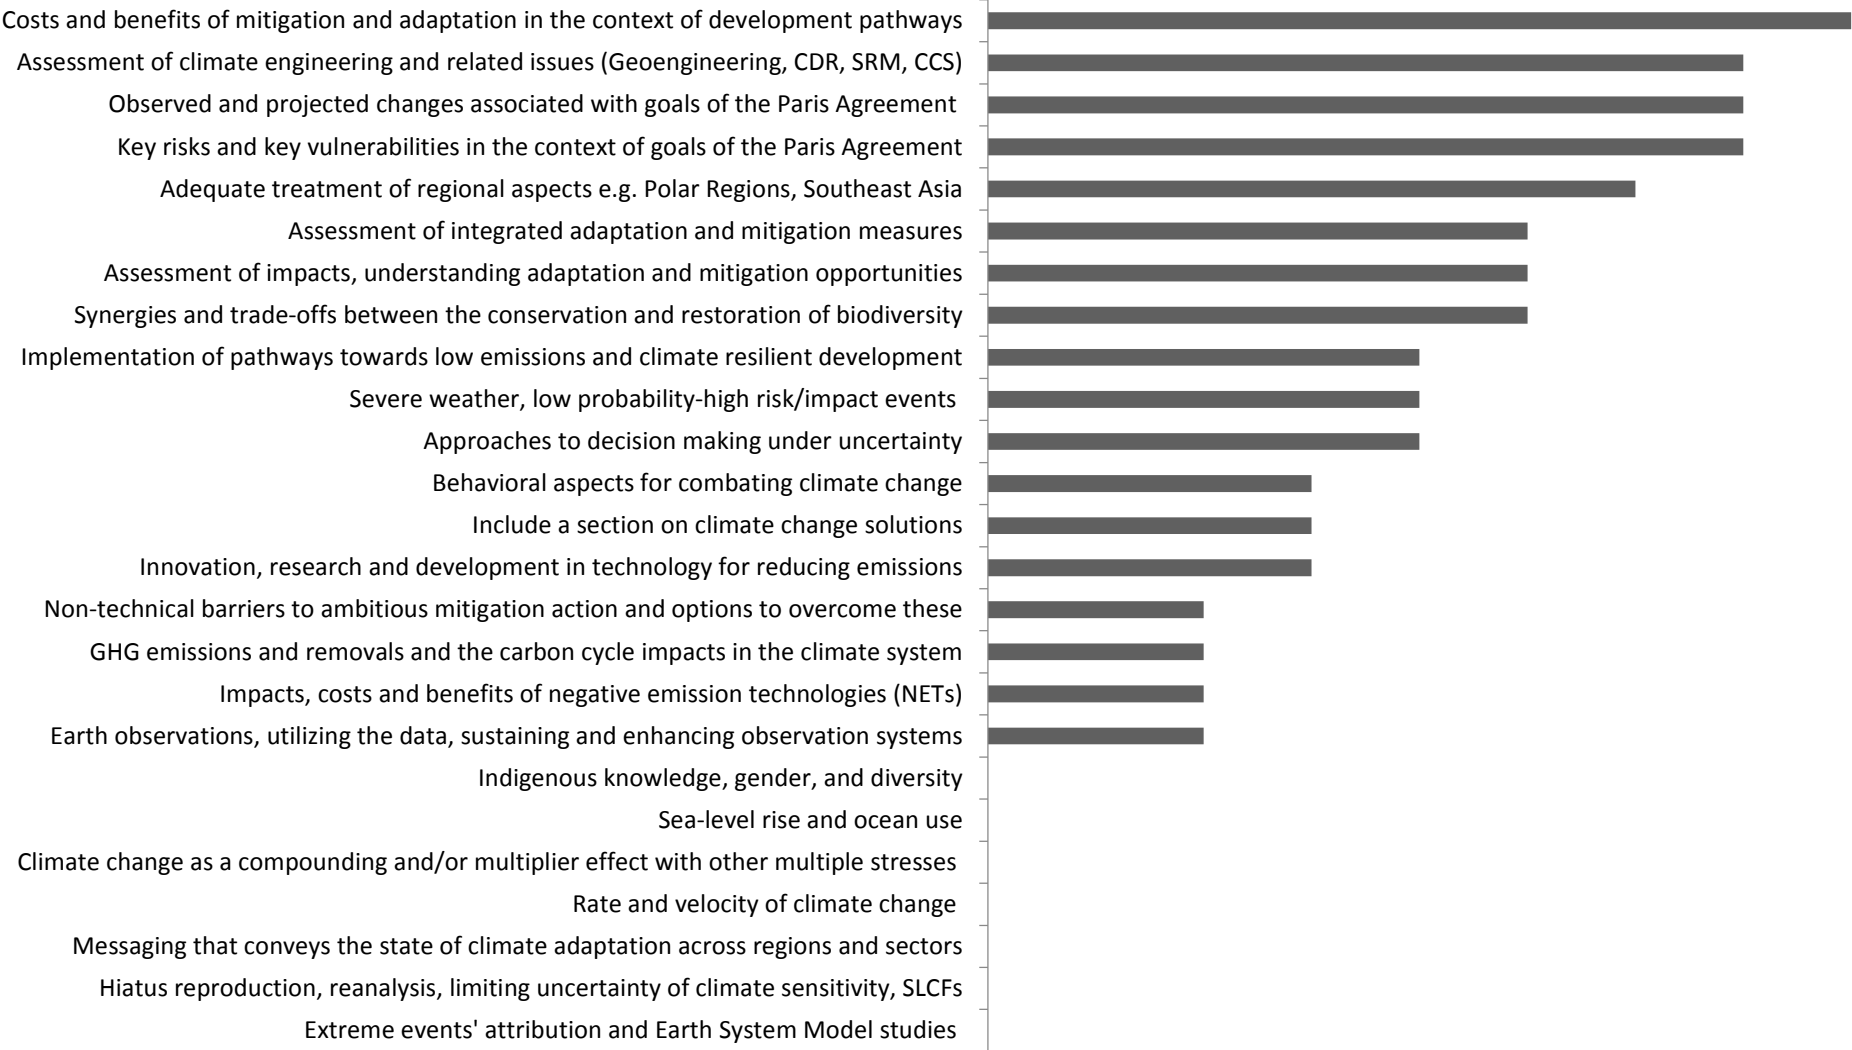 Costs and benefits of mitigation and adaptation in the context of development pathways
Assessment of climate engineering and related issues (Geoengineering, CDR, SRM, CCS)
Observed and projected changes associated with goals of the Paris Agreement
Key risks and key vulnerabilities in the context of goals of the Paris Agreement
Adequate treatment of regional aspects e.g. Polar Regions, Southeast Asia
Assessment of integrated adaptation and mitigation measures
Assessment of impacts, understanding adaptation and mitigation opportunities
Synergies and trade-offs between the conservation and restoration of biodiversity
Implementation of pathways towards low emissions and climate resilient development
Severe weather, low probability-high risk/impact events
Approaches to decision making under uncertainty
Behavioral aspects for combating climate change
Include a section on climate change solutions
Innovation, research and development in technology for reducing emissions
Non-technical barriers to ambitious mitigation action and options to overcome these
GHG emissions and removals and the carbon cycle impacts in the climate system
Impacts, costs and benefits of negative emission technologies (NETs)
Earth observations, utilizing the data, sustaining and enhancing observation systems
Indigenous knowledge, gender, and diversity
Sea-level rise and ocean use
Climate change as a compounding and/or multiplier effect with other multiple stresses
Rate and velocity of climate change
Messaging that conveys the state of climate adaptation across regions and sectors
Hiatus reproduction, reanalysis, limiting uncertainty of climate sensitivity, SLCFs
Extreme events' attribution and Earth System Model studies